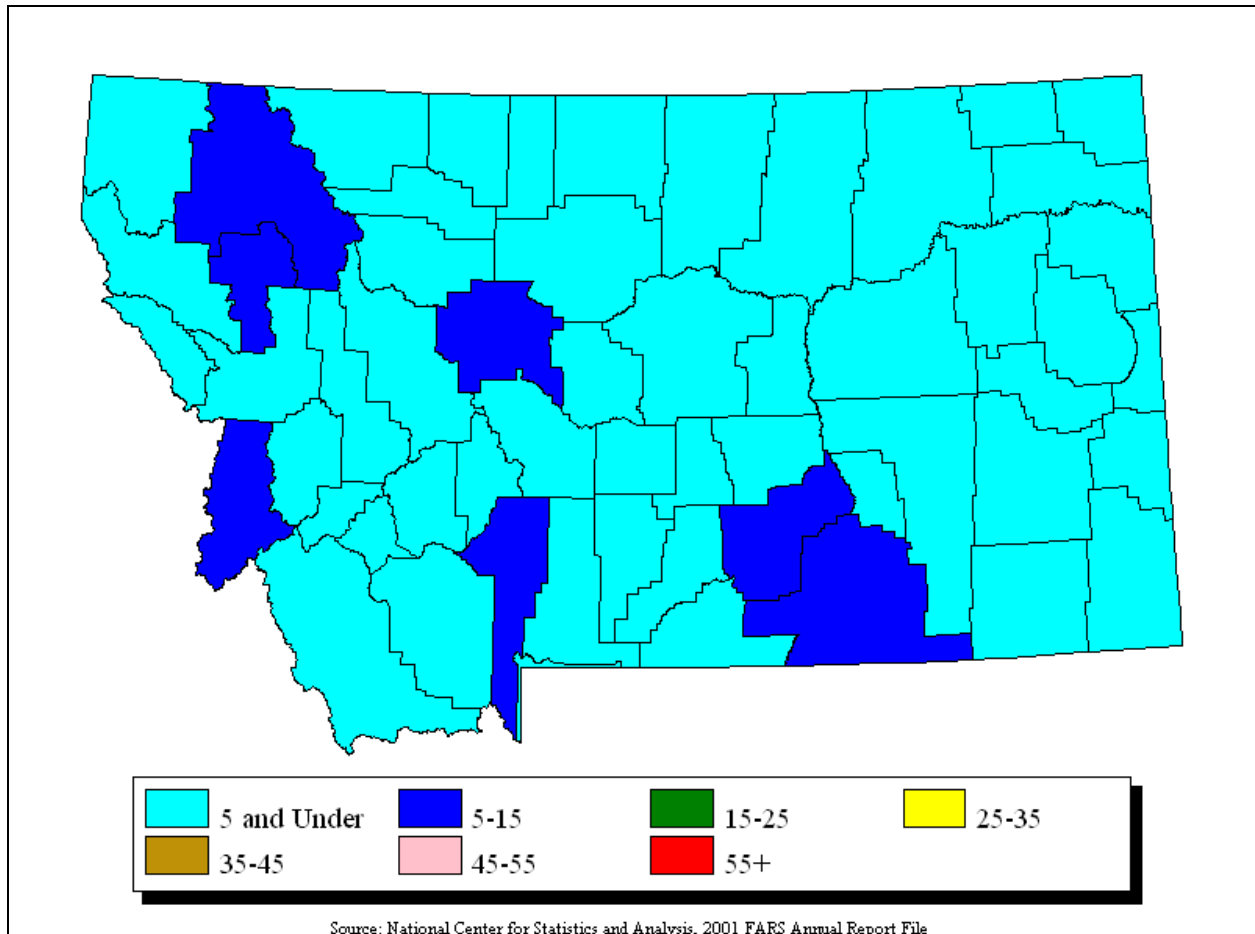 5 and Under 5-15 15-25 25-35
35-45 45-55 55+
Source: National Center for Statistics and Analysis, 2001 FARS Annual Report File